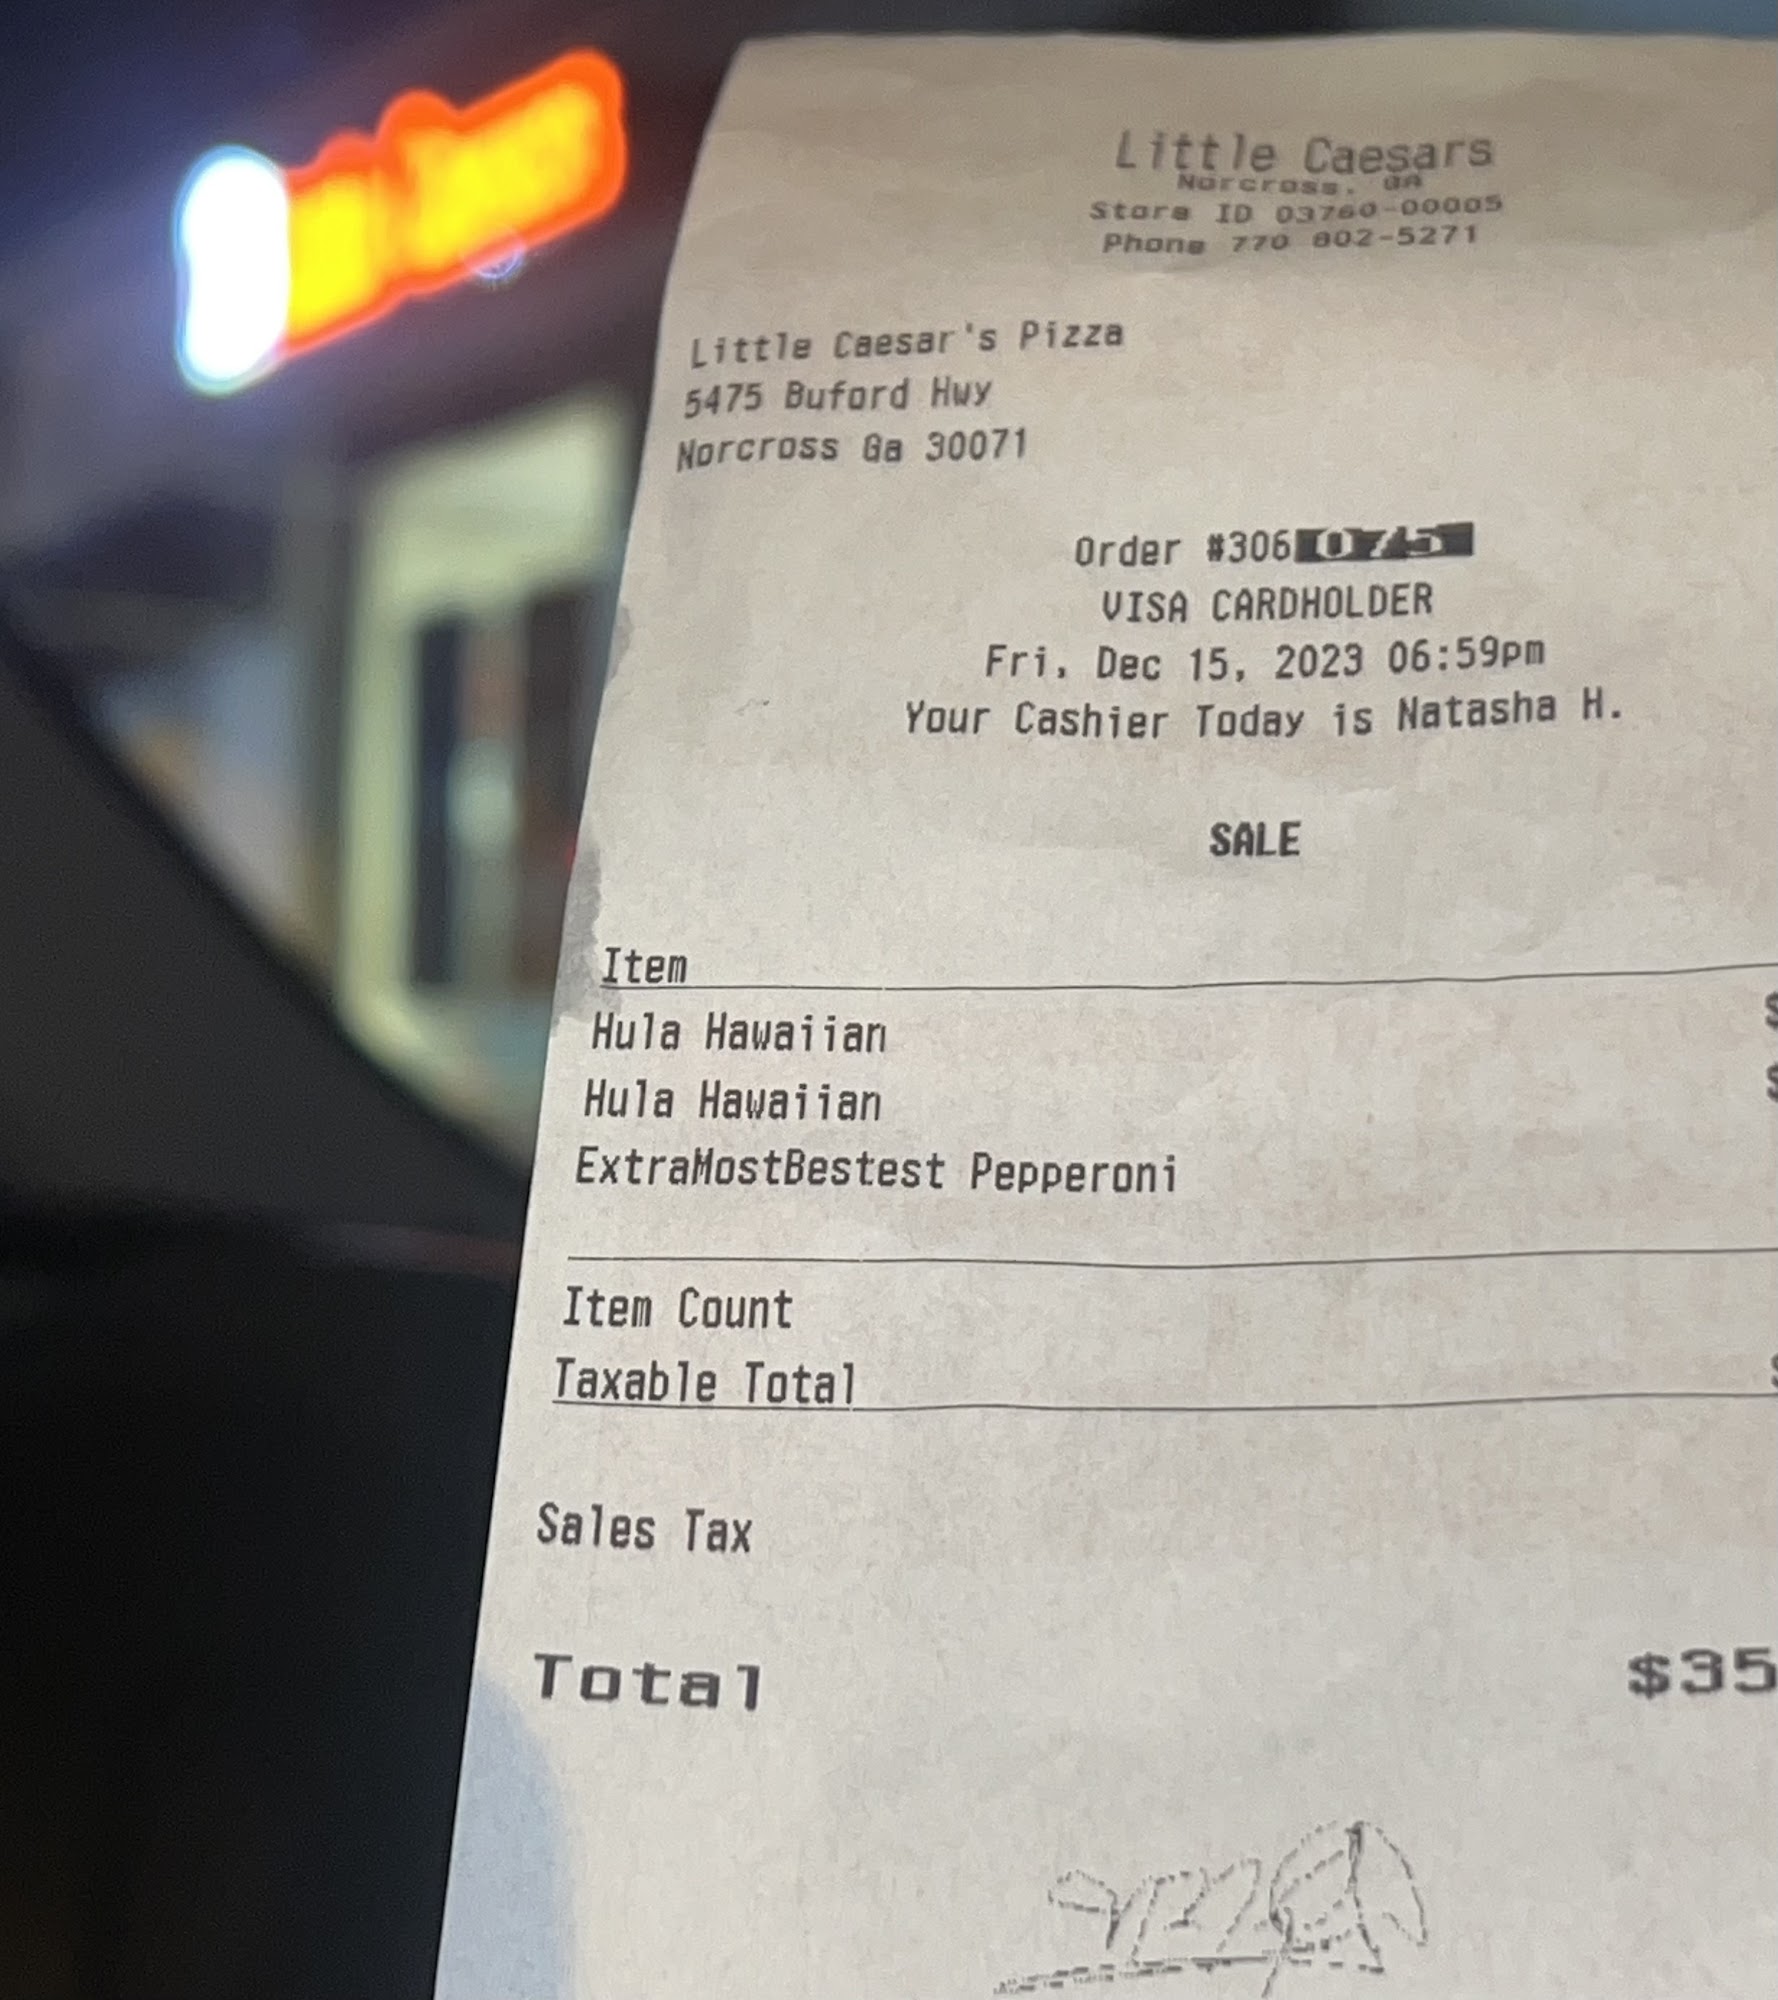 Little Caesars
Norcross, GA
Store ID 03760-00005
Phone 770 802-5271
Little Caesar's Pizza
5475 Buford Hwy
Norcross Ga 30071
Order #306075
VISA CARDHOLDER
Fri, Dec 15, 2023 06:59pm
Your Cashier Today is Natasha H.
SALE
Item
Hula Hawaiian $
Hula Hawaiian $
ExtraMostBestest Pepperoni
Item Count
Taxable Total $
Sales Tax
Total $35